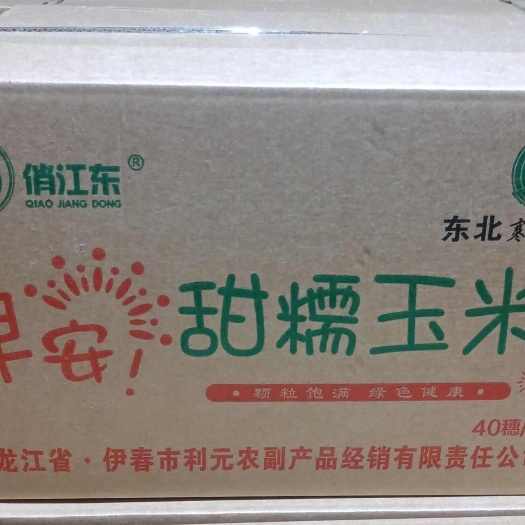 俏江东®
QIAO JIANG DONG
东北寒
早安!
甜糯玉米
• 颗粒饱满 绿色健康 •
40穗/
龙江省·伊春市利元农副产品经销有限责任公